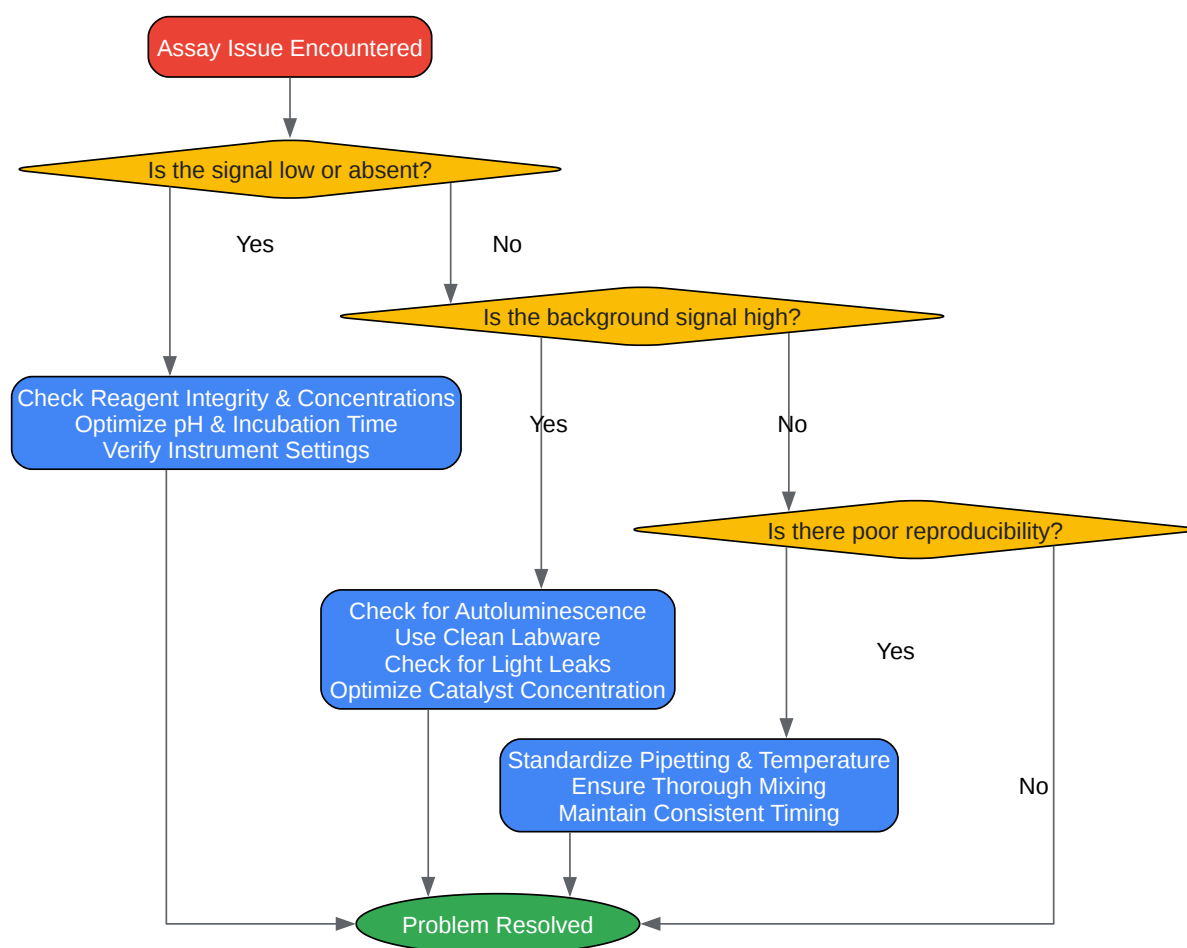 Assay Issue Encountered
Is the signal low or absent?
Yes
No
Is the background signal high?
Check Reagent Integrity & Concentrations
Optimize pH & Incubation Time
Verify Instrument Settings
Yes
No
Is there poor reproducibility?
Check for Autoluminescence
Use Clean Labware
Check for Light Leaks
Optimize Catalyst Concentration
Yes
Standardize Pipetting & Temperature
Ensure Thorough Mixing
Maintain Consistent Timing
No
Problem Resolved